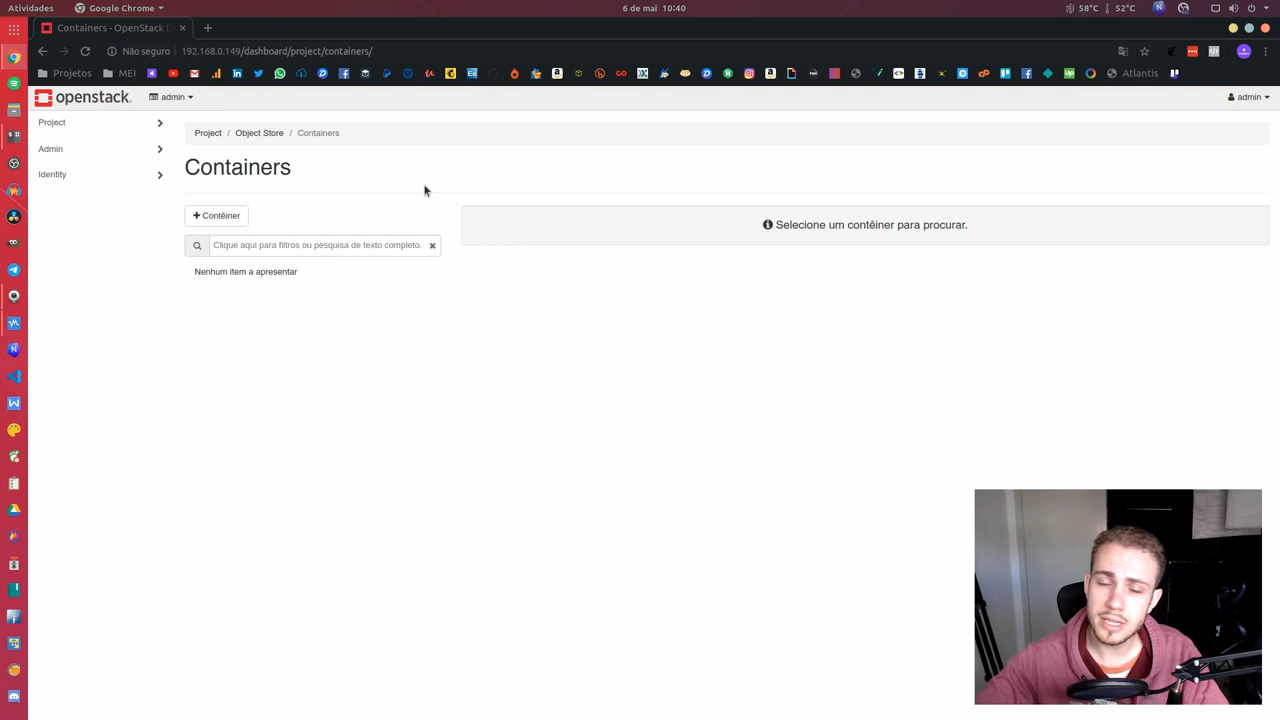 Atividades
Google Chrome
6 de mai 10:40
58°C
52°C
Containers - OpenStack D
Não seguro
192.168.0.149/dashboard/project/containers/
Projetos
MEI
Atlantis
openstack.
admin
admin
Project
Admin
Identity
Project / Object Store / Containers
Containers
+ Contêiner
Selecione um contêiner para procurar.
Clique aqui para filtros ou pesquisa de texto completo.
Nenhum item a apresentar